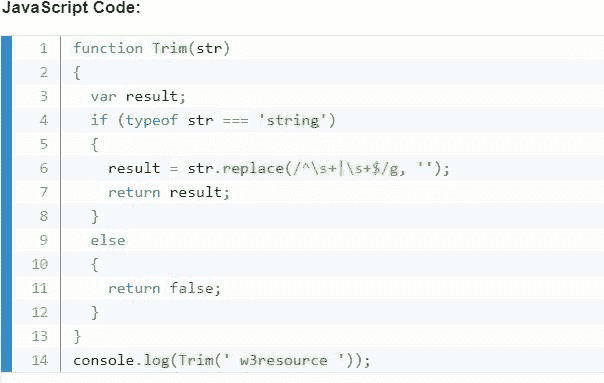 JavaScript Code:
1 function Trim(str)
2 {
3   var result;
4   if (typeof str === 'string')
5   {
6     result = str.replace(/^\s+|\s+$/g, '');
7     return result;
8   }
9   else
10   {
11     return false;
12   }
13 }
14 console.log(Trim(' w3resource '));